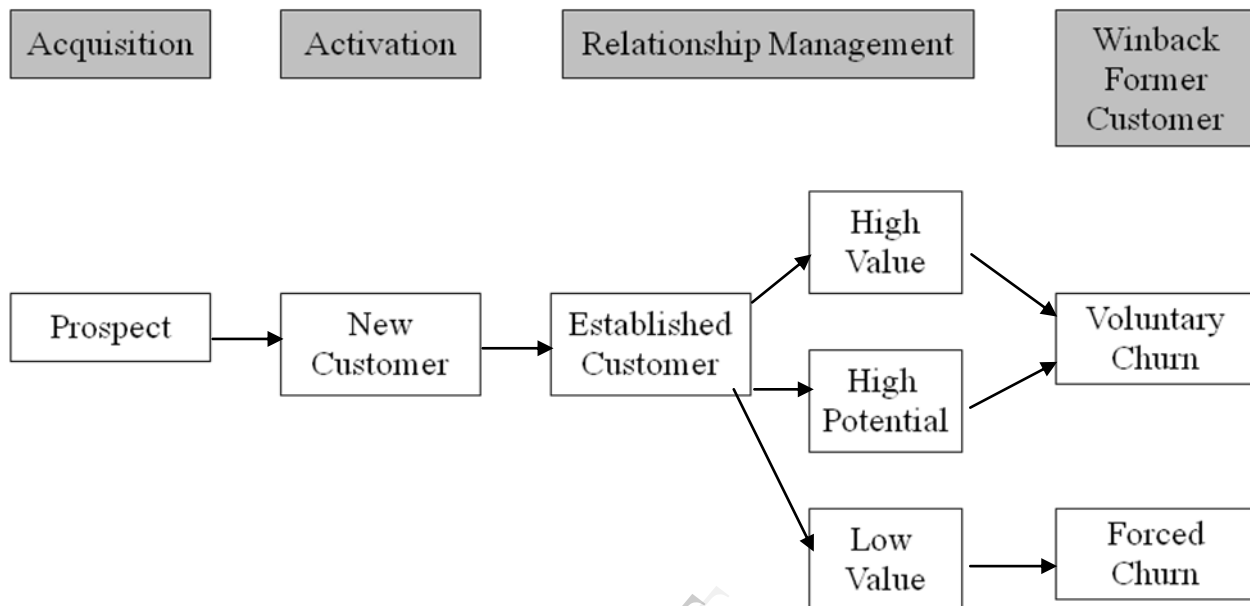 Acquisition
Activation
Relationship Management
Winback
Former
Customer
Prospect
New
Customer
Established
Customer
High
Value
High
Potential
Low
Value
Voluntary
Churn
Forced
Churn